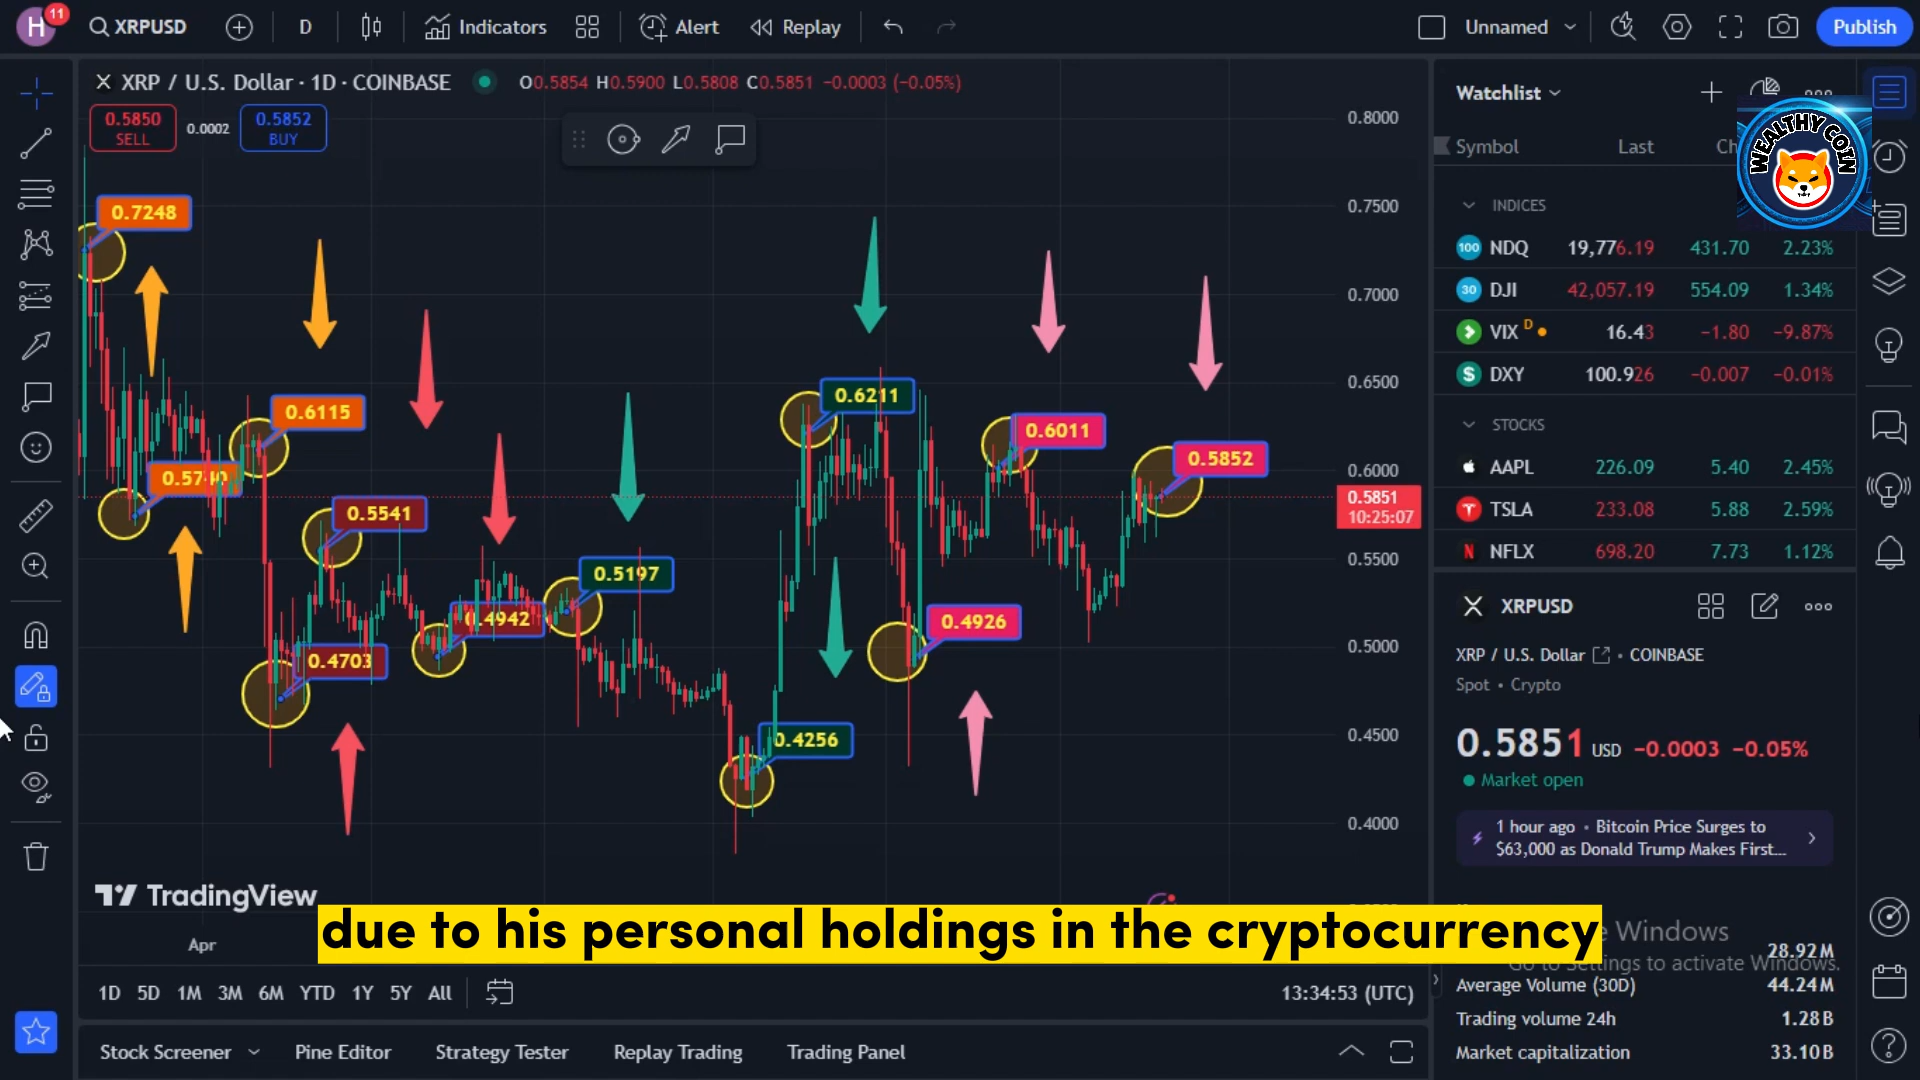 H
11
XRPUSD
D
Indicators
Alert
Replay
Unnamed
Publish
XRP / U.S. Dollar · 1D · COINBASE
O0.5854 H0.5900 L0.5808 C0.5851 −0.0003 (−0.05%)
0.5850
SELL
0.0002
0.5852
BUY
0.7248
0.6115
0.5541
0.4703
0.4942
0.5197
0.4256
0.6211
0.4926
0.6011
0.5852
0.8000
0.7500
0.7000
0.6500
0.6000
0.5851
10:25:07
0.5500
0.5000
0.4500
0.4000
TradingView
due to his personal holdings in the cryptocurrency
Apr
1D 5D 1M 3M 6M YTD 1Y 5Y All
13:34:53 (UTC)
Stock Screener
Pine Editor
Strategy Tester
Replay Trading
Trading Panel
Watchlist
WEALTHY COIN
Symbol Last
INDICES
100 NDQ 19,776.19 431.70 2.23%
30 DJI 42,057.19 554.09 1.34%
VIX D 16.43 −1.80 −9.87%
DXY 100.926 −0.007 −0.01%
STOCKS
AAPL 226.09 5.40 2.45%
TSLA 233.08 5.88 2.59%
NFLX 698.20 7.73 1.12%
XRPUSD
XRP / U.S. Dollar • COINBASE
Spot • Crypto
0.5851 USD −0.0003 −0.05%
Market open
1 hour ago • Bitcoin Price Surges to
$63,000 as Donald Trump Makes First...
Windows
28.92M
to activate Windows.
Average Volume (30D) 44.24M
Trading volume 24h 1.28B
Market capitalization 33.10B